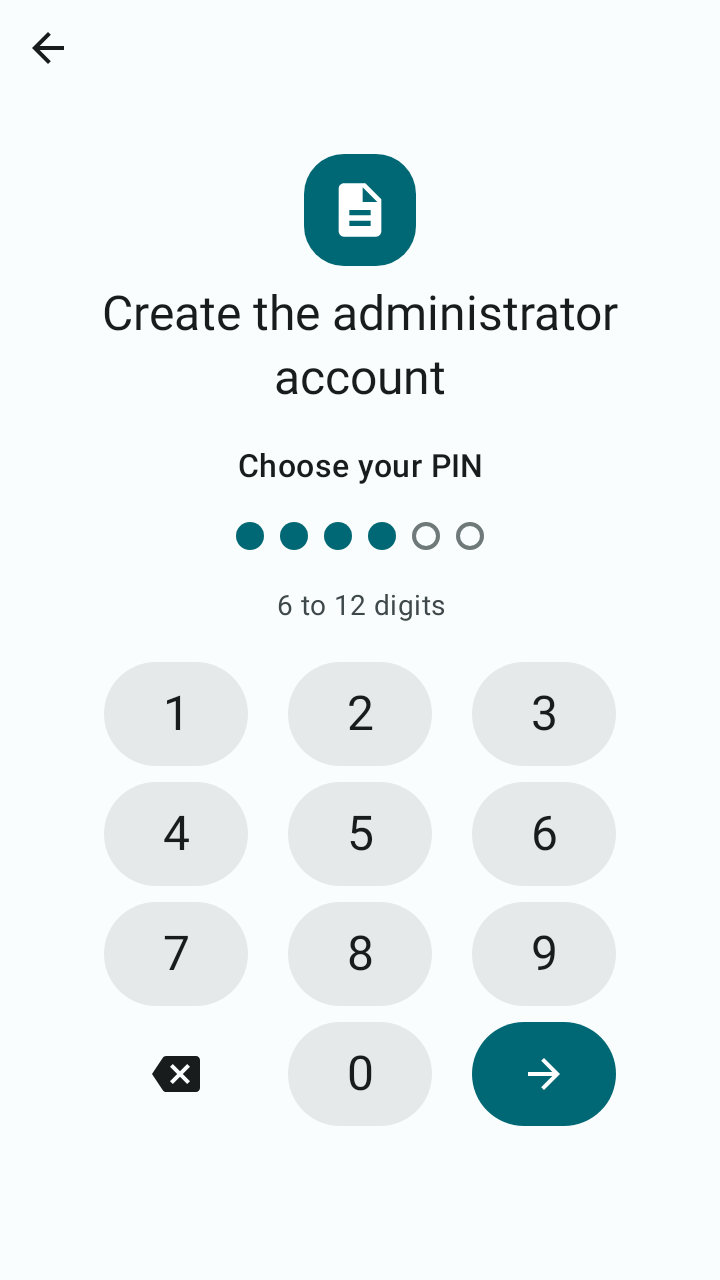 Create the administrator
account
Choose your PIN
6 to 12 digits
1 2 3
4 5 6
7 8 9
0